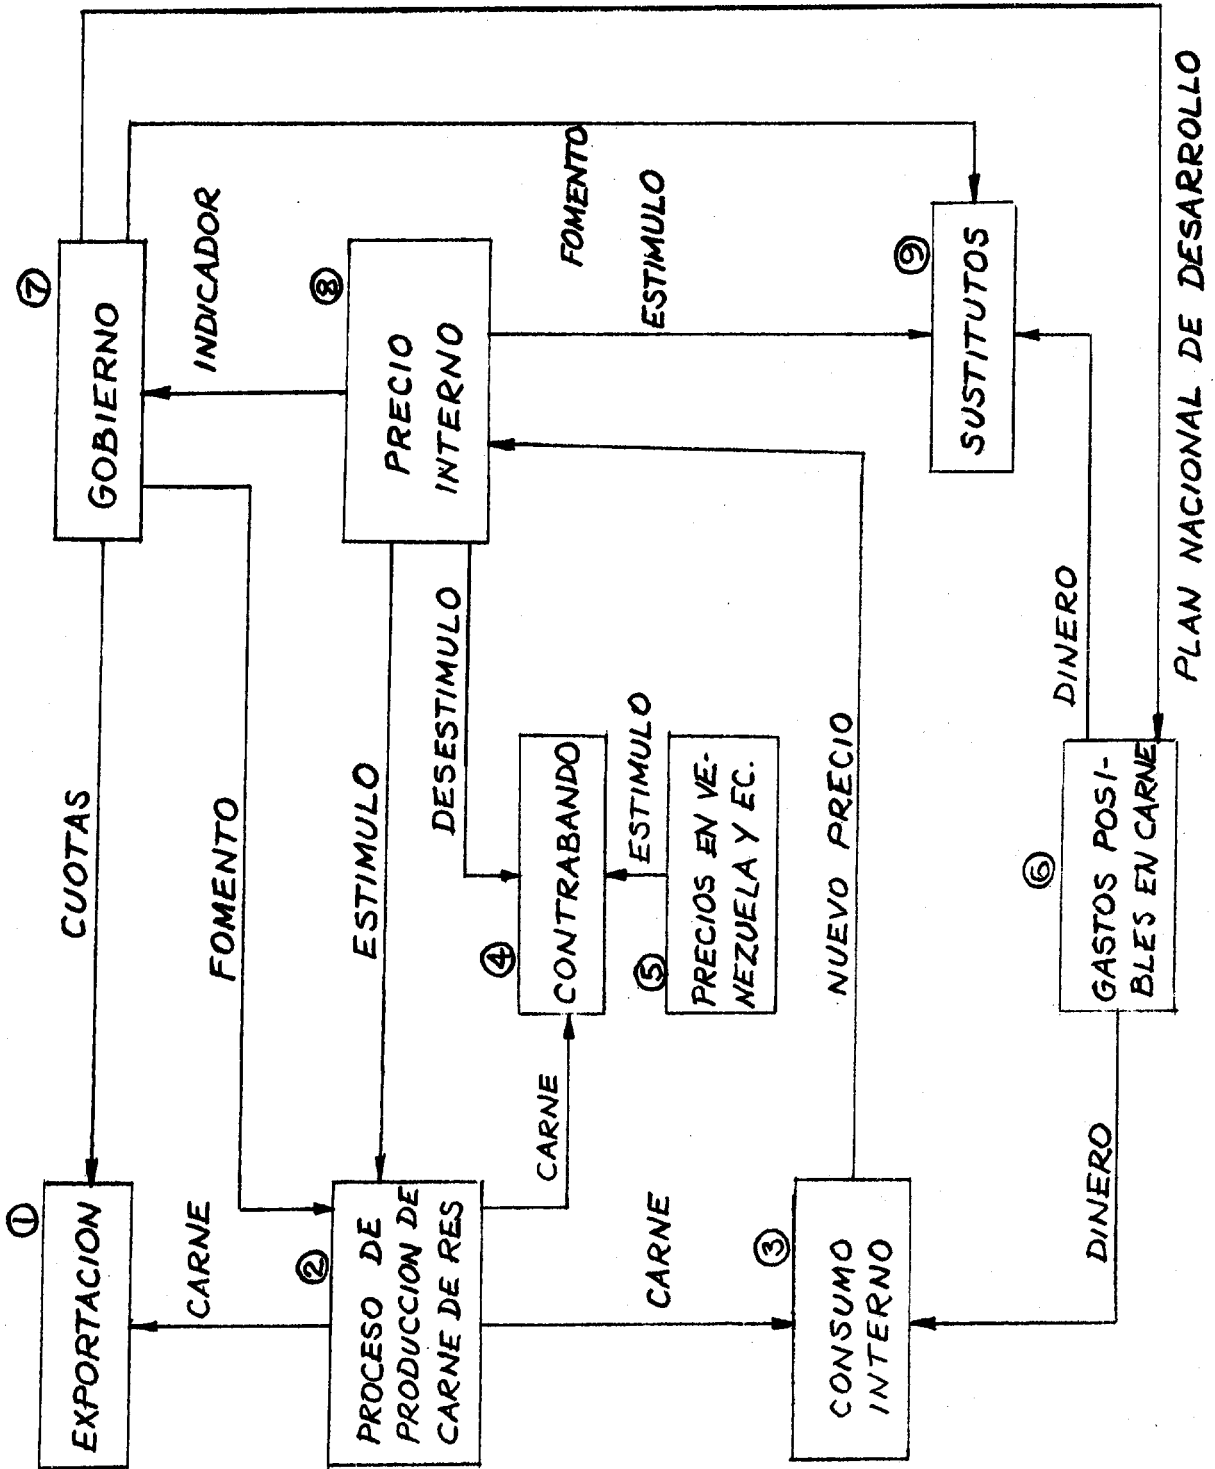 ①
EXPORTACION
CUOTAS
⑦
GOBIERNO
CARNE
FOMENTO
INDICADOR
②
PROCESO DE
PRODUCCION DE
CARNE DE RES
ESTIMULO
DESESTIMULO
⑧
PRECIO
INTERNO
CARNE
④
CONTRABANDO
ESTIMULO
⑤
PRECIOS EN VE-
NEZUELA Y EC.
FOMENTO
ESTIMULO
CARNE
③
CONSUMO
INTERNO
NUEVO PRECIO
⑨
SUSTITUTOS
DINERO
⑥
GASTOS POSI-
BLES EN CARNE
DINERO
PLAN NACIONAL DE DESARROLLO